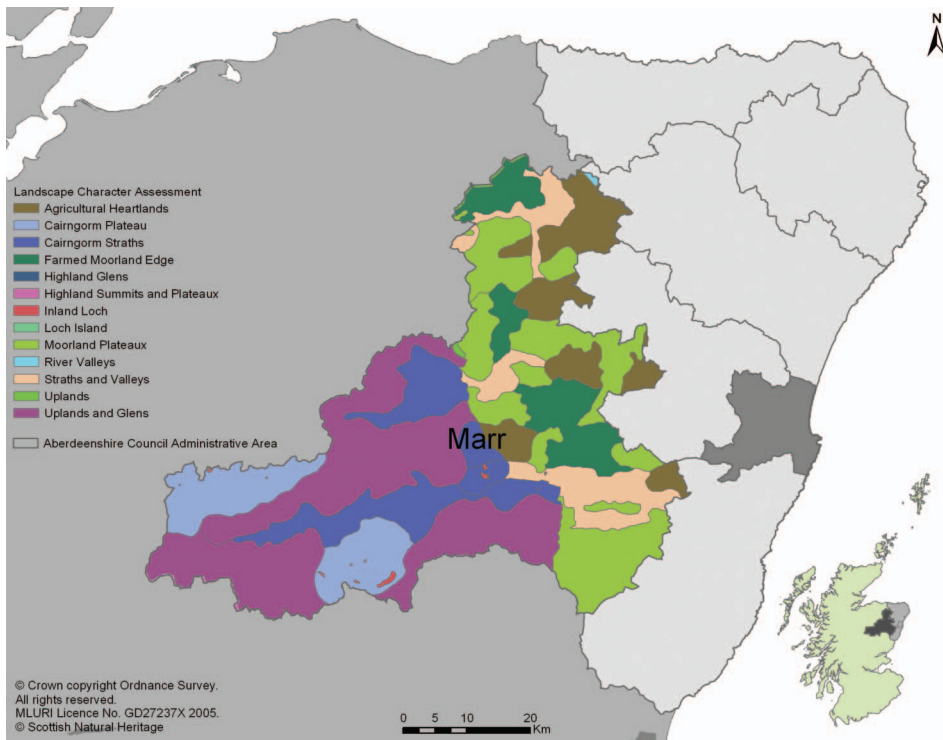 N
Landscape Character Assessment
Agricultural Heartlands
Cairngorm Plateau
Cairngorm Straths
Farmed Moorland Edge
Highland Glens
Highland Summits and Plateaux
Inland Loch
Loch Island
Moorland Plateaux
River Valleys
Straths and Valleys
Uplands
Uplands and Glens
Aberdeenshire Council Administrative Area
Marr
© Crown copyright Ordnance Survey.
All rights reserved.
MLURI Licence No. GD27237X 2005.
© Scottish Natural Heritage
0 5 10 20
Km